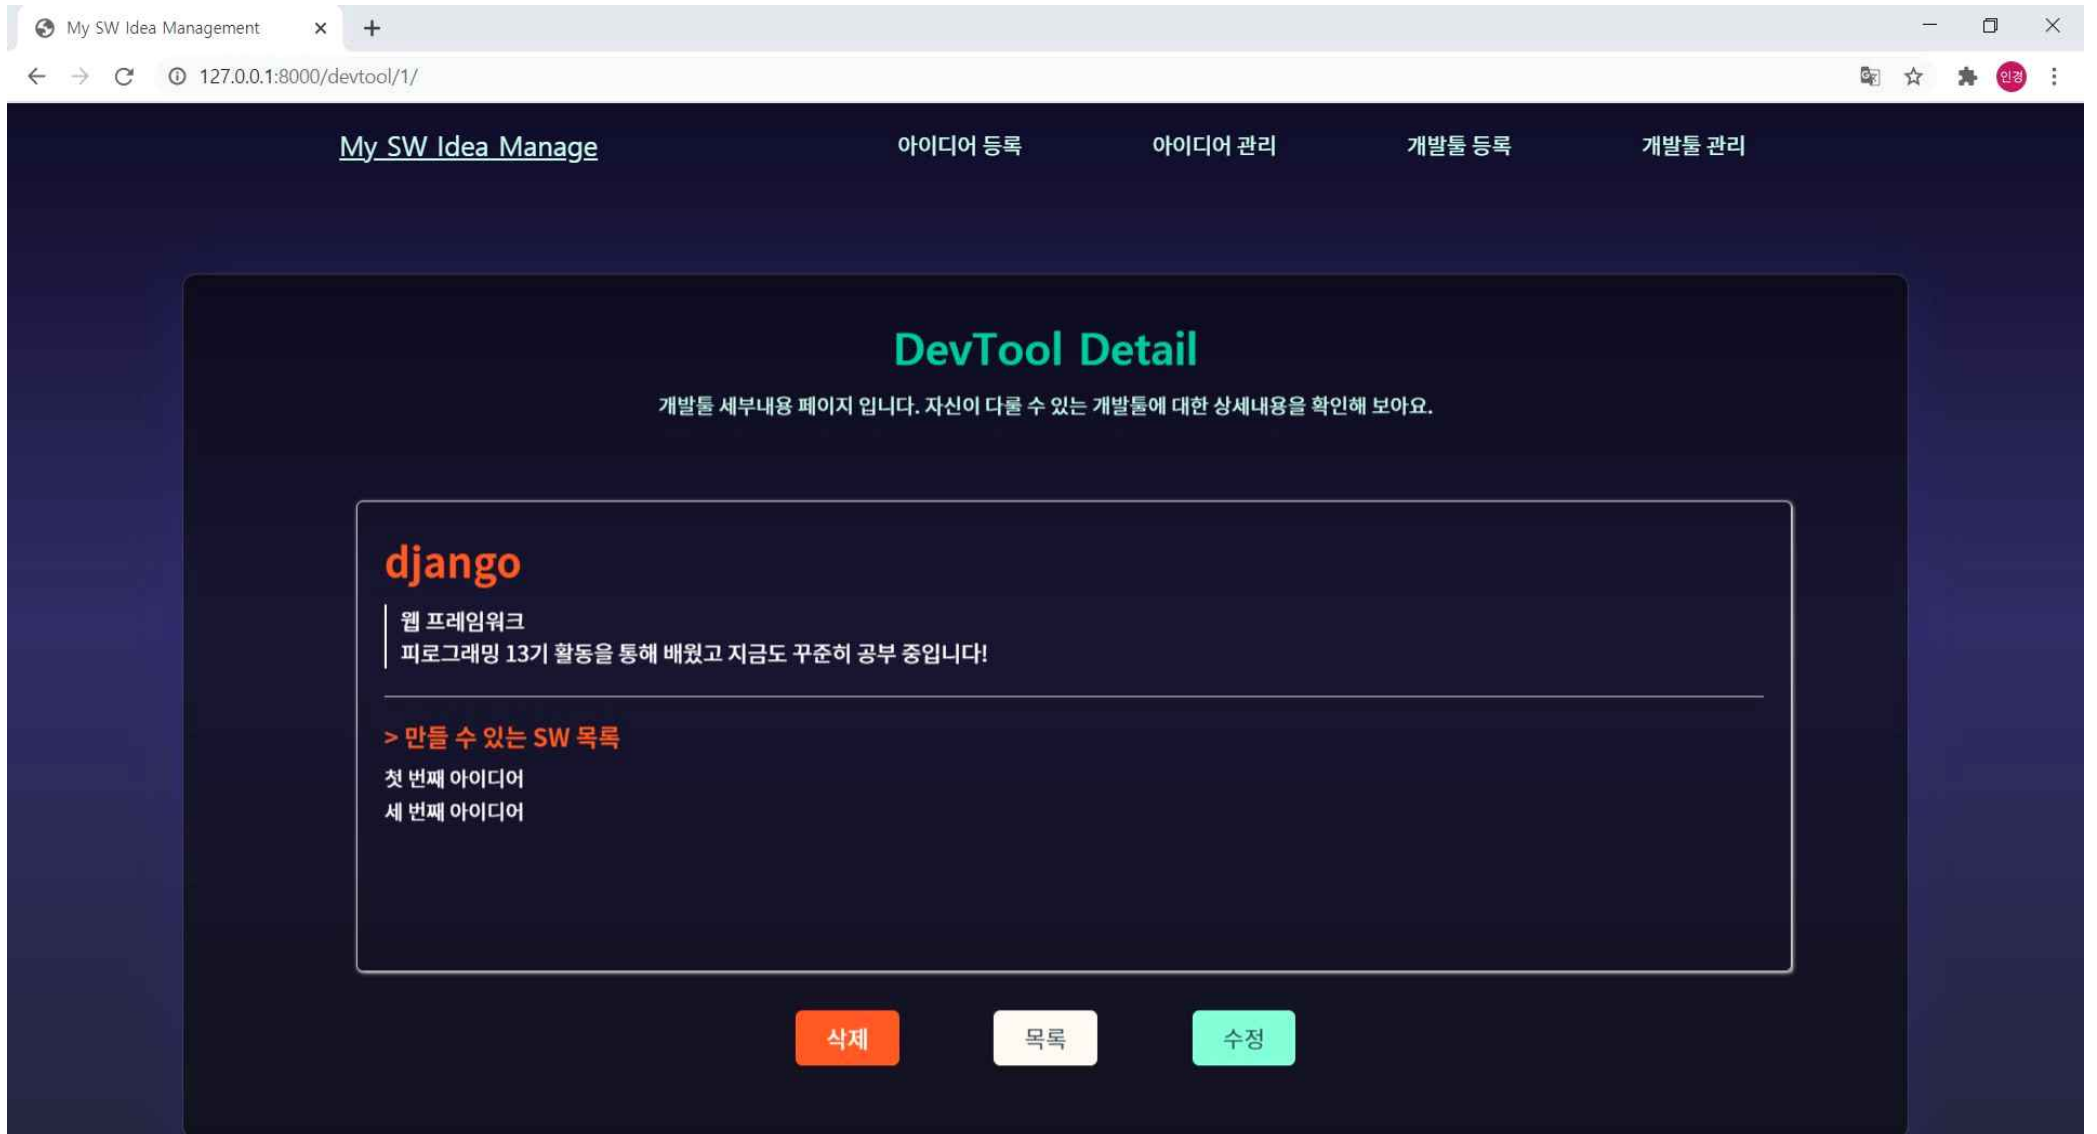 My SW Idea Management
127.0.0.1:8000/devtool/1/
인경
My SW Idea Manage
아이디어 등록
아이디어 관리
개발툴 등록
개발툴 관리
DevTool Detail
개발툴 세부내용 페이지 입니다. 자신이 다룰 수 있는 개발툴에 대한 상세내용을 확인해 보아요.
django
웹 프레임워크
피로그래밍 13기 활동을 통해 배웠고 지금도 꾸준히 공부 중입니다!
> 만들 수 있는 SW 목록
첫 번째 아이디어
세 번째 아이디어
삭제
목록
수정